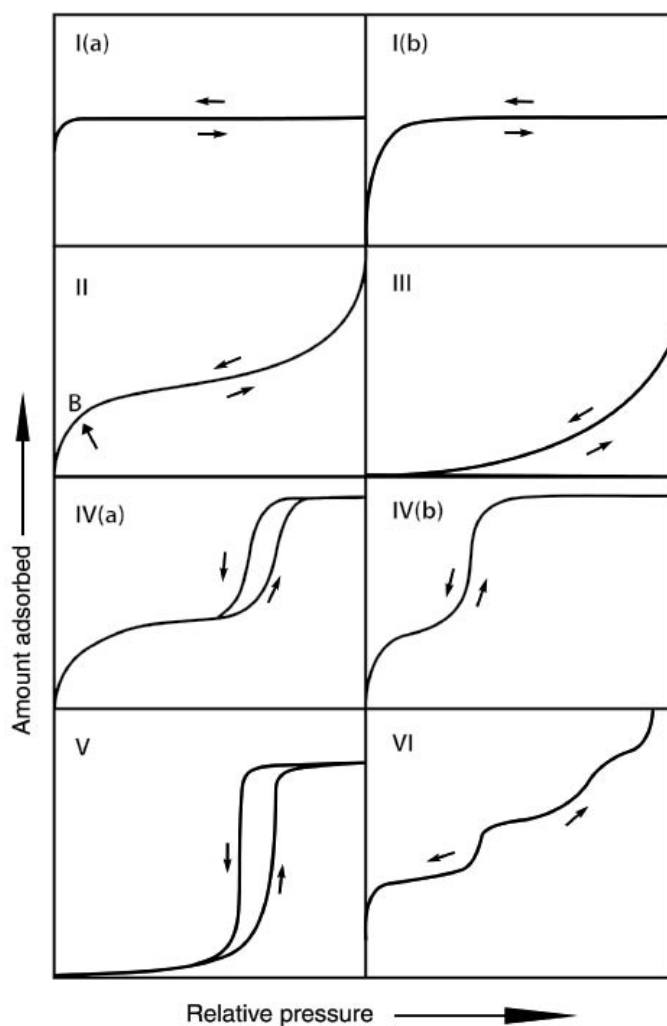 I(a)
I(b)
II
III
B
IV(a)
IV(b)
V
VI
Amount adsorbed
Relative pressure